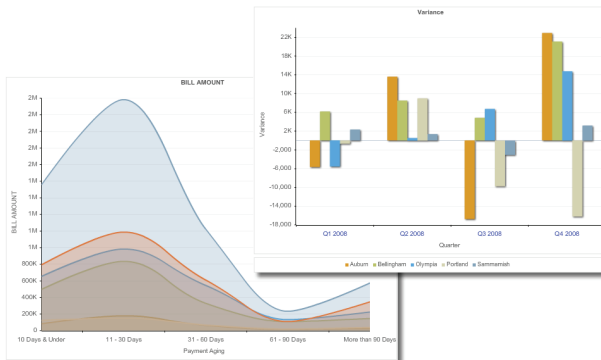 Variance
22K
18K
14K
10K
6K
2K
-2,000
-6,000
-10,000
-14,000
-18,000
Variance
Q1 2008
Q2 2008
Q3 2008
Q4 2008
Quarter
Auburn Bellingham Olympia Portland Sammamish
BILL AMOUNT
2M
2M
2M
2M
2M
1M
1M
1M
1M
1M
800K
600K
400K
200K
0
BILL AMOUNT
10 Days & Under
11 - 30 Days
31 - 60 Days
61 - 90 Days
More than 90 Days
Payment Aging